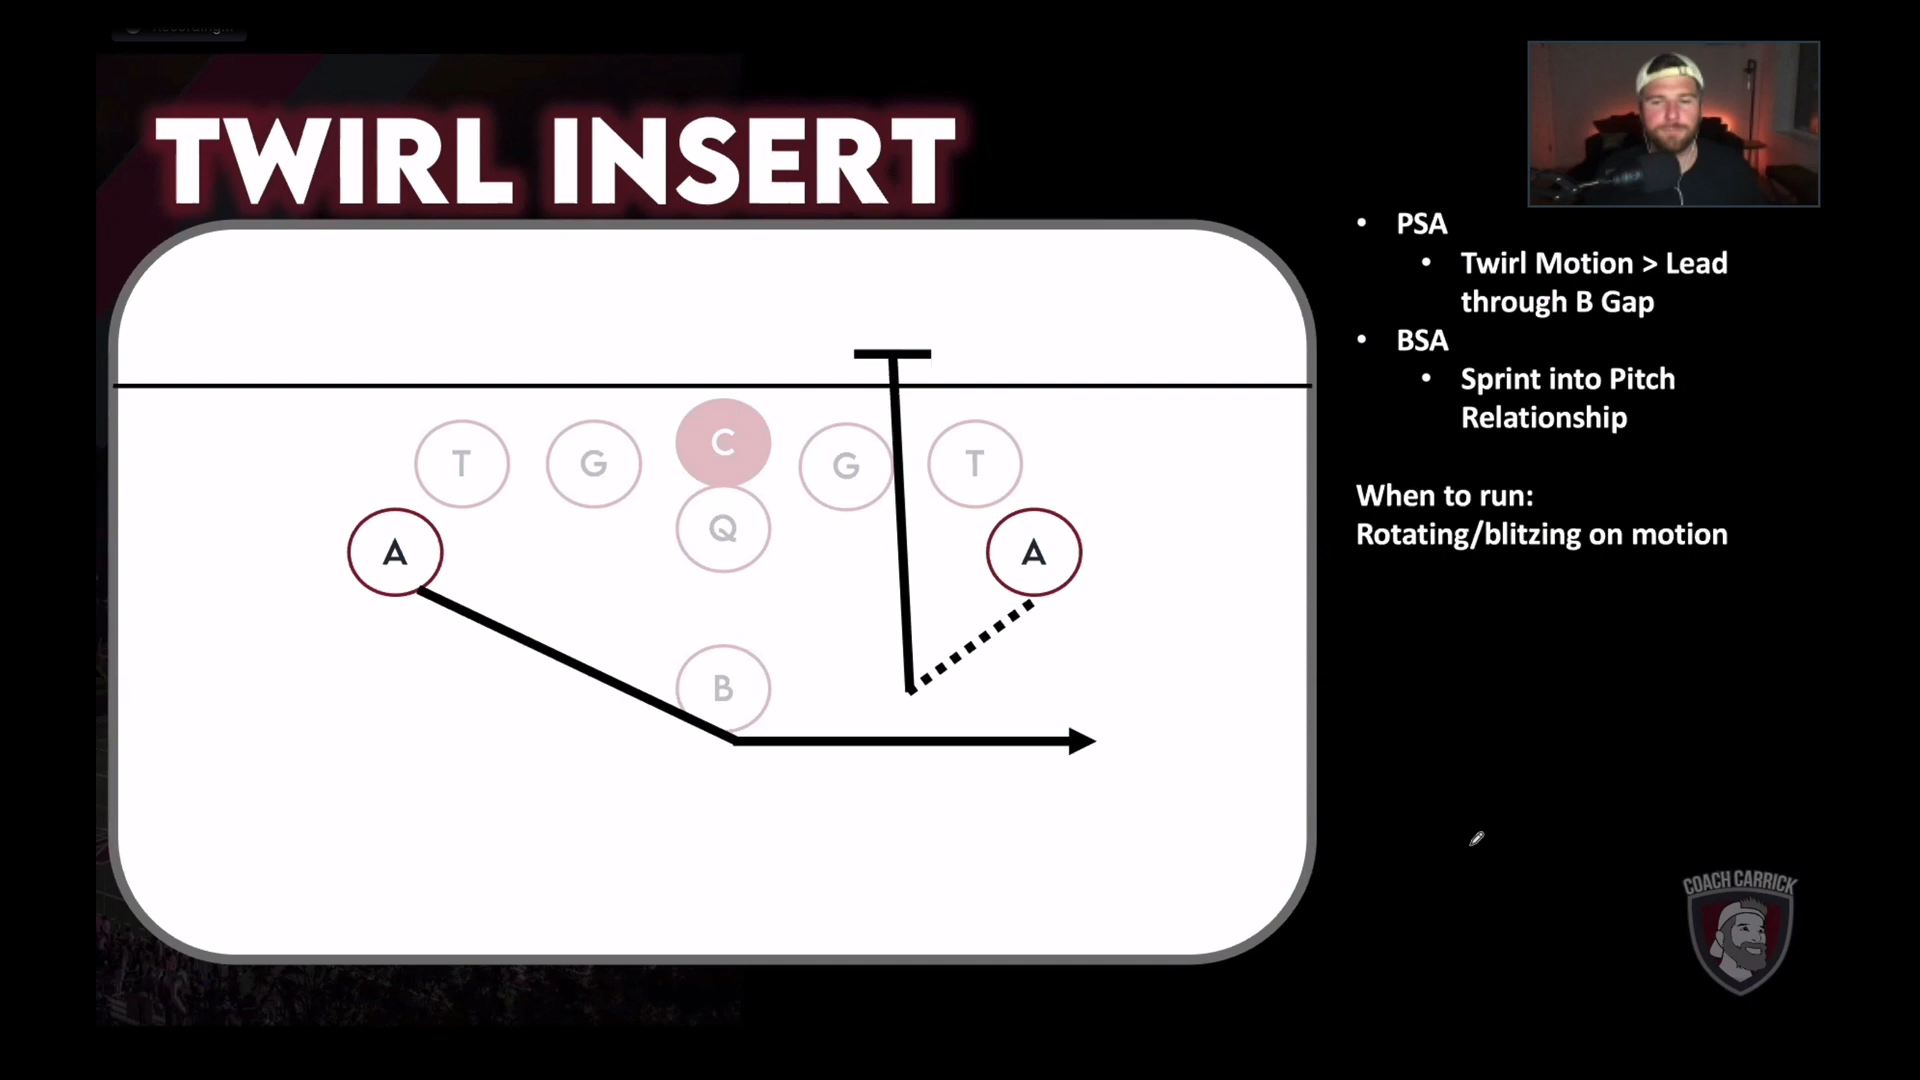 Recording...
TWIRL INSERT
• PSA
• Twirl Motion > Lead
through B Gap
• BSA
• Sprint into Pitch
Relationship
When to run:
Rotating/blitzing on motion
C
T G G T
Q
A A
B
COACH CARRICK